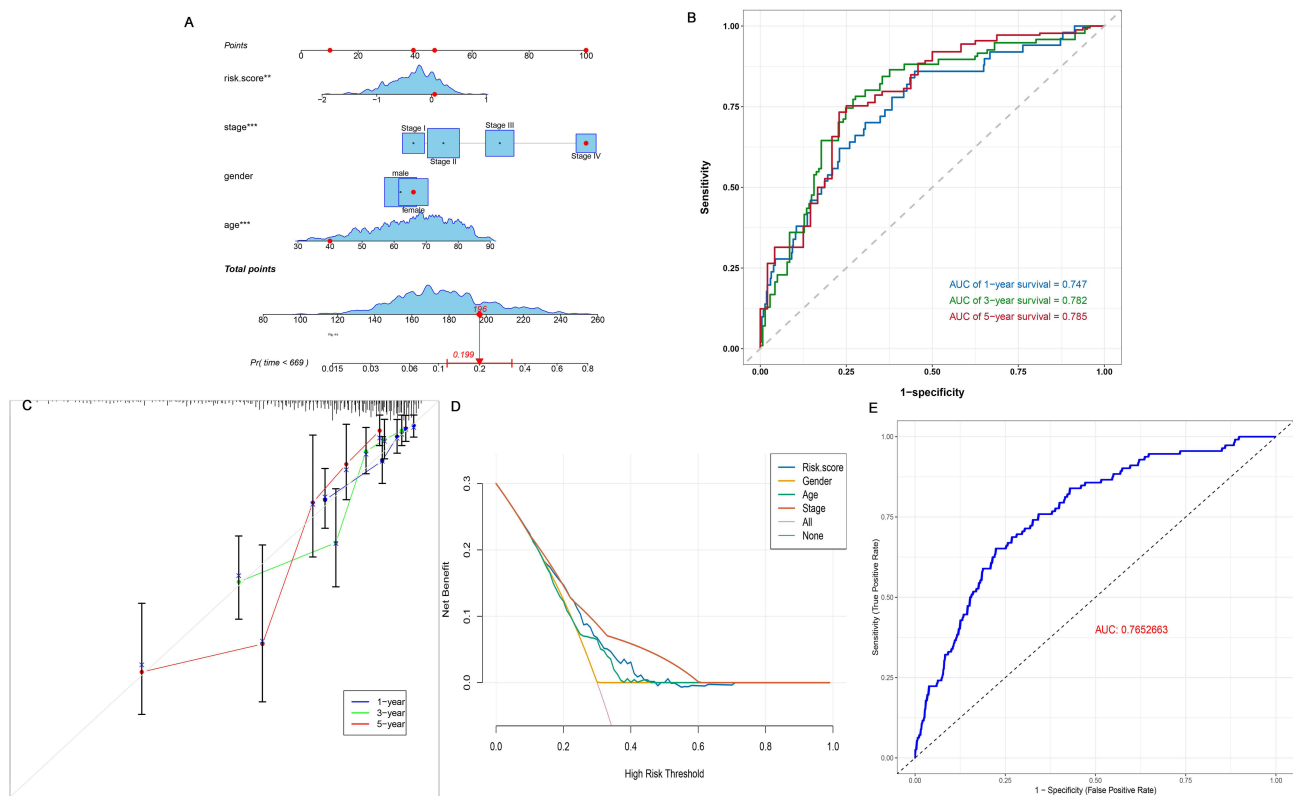 A
Points
0 10 20 30 40 50 60 70 80 90 100
risk.score**
−2 −1 0 1
stage***
Stage I
Stage II
Stage III
Stage IV
gender
male
female
age***
30 40 50 60 70 80 90
Total points
196
80 100 120 140 160 180 200 220 240 260
Pr( time < 669 )
0.199
0.015 0.03 0.06 0.1 0.2 0.4 0.6 0.8
B
Sensitivity
1.00
0.75
0.50
0.25
0.00
AUC of 1−year survival = 0.747
AUC of 3−year survival = 0.782
AUC of 5−year survival = 0.785
0.00 0.25 0.50 0.75 1.00
1−specificity
C
1−year
3−year
5−year
D
Net Benefit
0.3
0.2
0.1
0.0
Risk.score
Gender
Age
Stage
All
None
0.0 0.2 0.4 0.6 0.8 1.0
High Risk Threshold
E
Sensitivity (True Positive Rate)
1.00
0.75
0.50
0.25
0.00
AUC: 0.7652663
0.00 0.25 0.50 0.75 1.00
1 − Specificity (False Positive Rate)